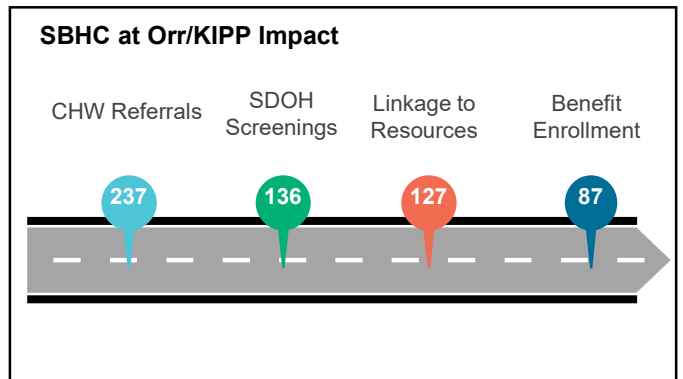 SBHC at Orr/KIPP Impact
CHW Referrals
SDOH
Screenings
Linkage to
Resources
Benefit
Enrollment
237
136
127
87